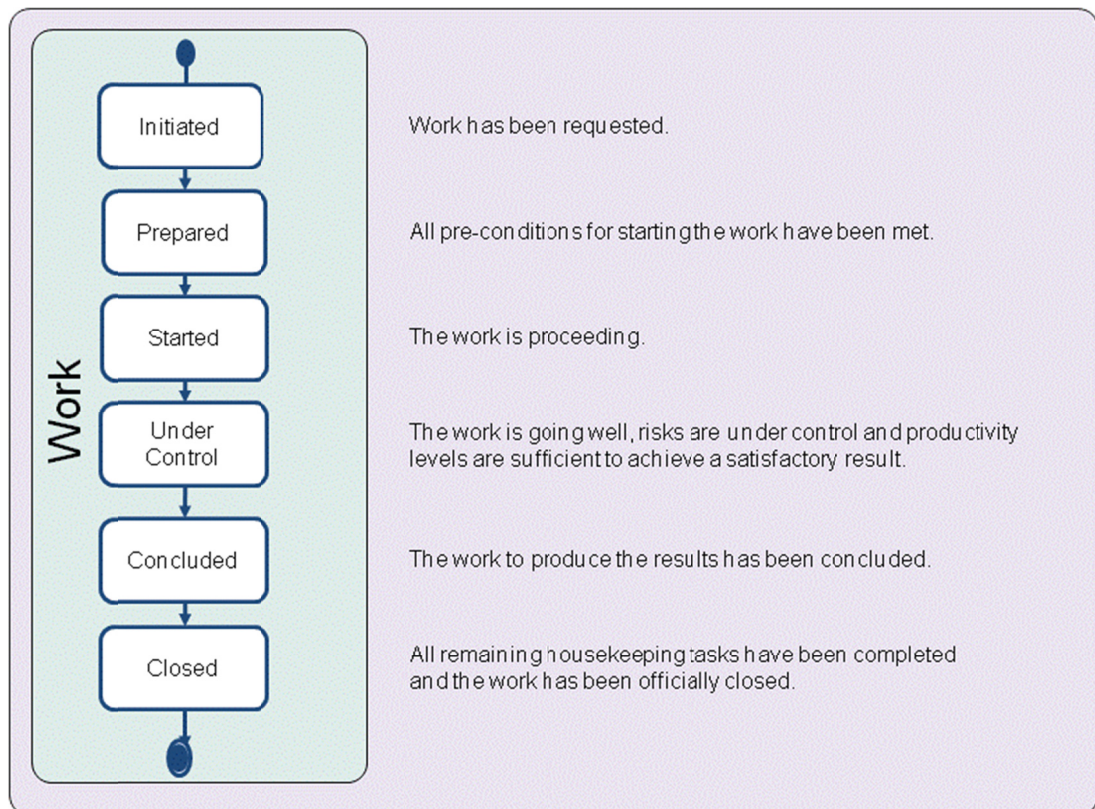 Work
Initiated
Work has been requested.
Prepared
All pre-conditions for starting the work have been met.
Started
The work is proceeding.
Under
Control
The work is going well, risks are under control and productivity
levels are sufficient to achieve a satisfactory result.
Concluded
The work to produce the results has been concluded.
Closed
All remaining housekeeping tasks have been completed
and the work has been officially closed.